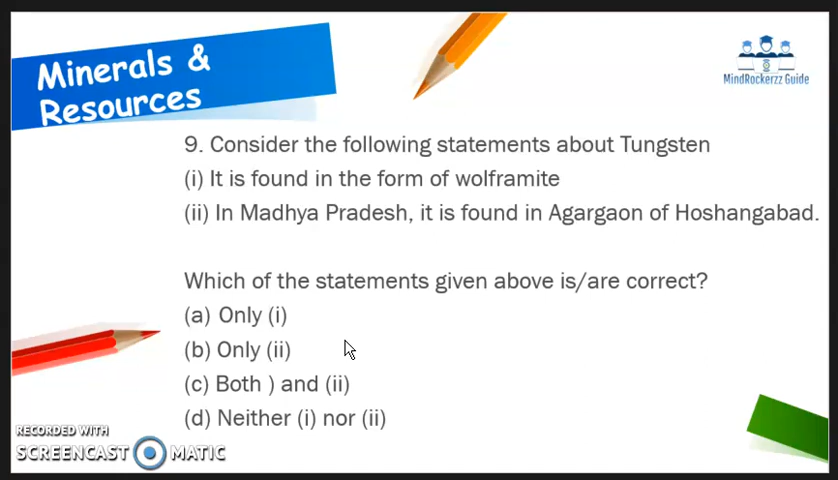 Minerals &
Resources
MindRockerzz Guide
9. Consider the following statements about Tungsten
(i) It is found in the form of wolframite
(ii) In Madhya Pradesh, it is found in Agargaon of Hoshangabad.
Which of the statements given above is/are correct?
(a) Only (i)
(b) Only (ii)
(c) Both ) and (ii)
(d) Neither (i) nor (ii)
RECORDED WITH
SCREENCAST MATIC